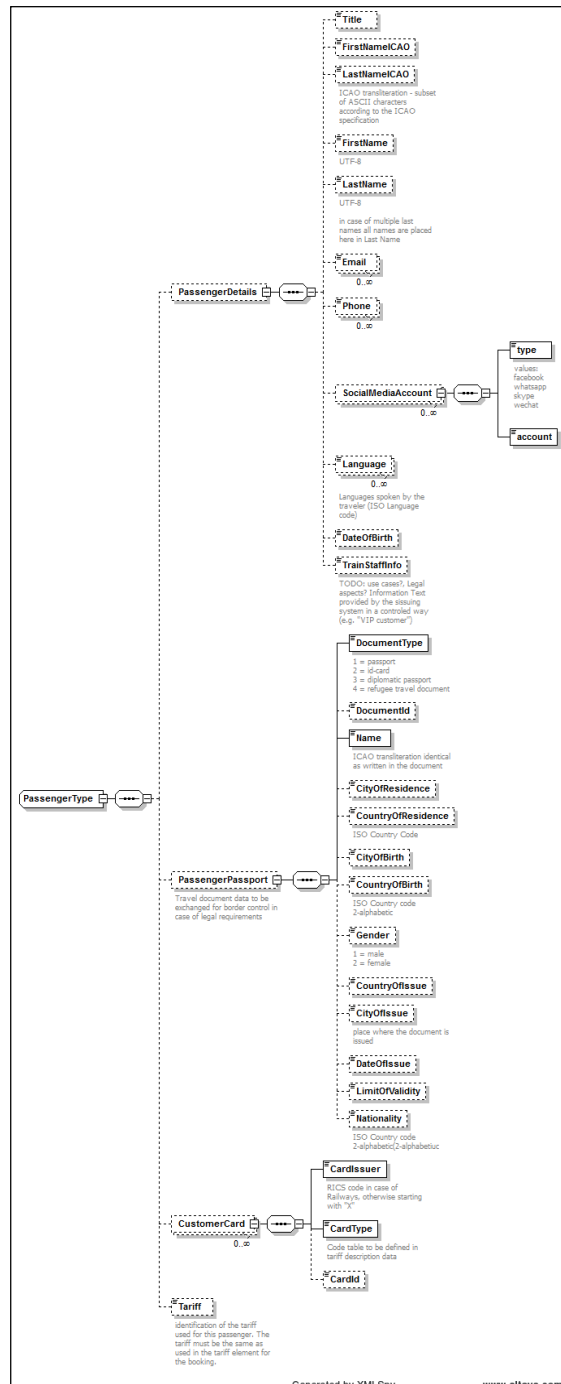 Title
FirstNameICAO
LastNameICAO
ICAO transliteration - subset
of ASCII characters
according to the ICAO
specification
FirstName
UTF-8
LastName
UTF-8
in case of multiple last
names all names are placed
here in Last Name
Email
0..∞
PassengerDetails
Phone
0..∞
type
values:
facebook
whatsapp
skype
wechat
SocialMediaAccount
0..∞
account
Language
0..∞
Languages spoken by the
traveler (ISO Language
code)
DateOfBirth
TrainStaffInfo
TODO: use cases?, Legal
aspects? Information Text
provided by the sissuing
system in a controled way
(e.g. "VIP customer")
DocumentType
1 = passport
2 = id-card
3 = diplomatic passport
4 = refugee travel document
DocumentId
Name
ICAO transliteration identical
as written in the document
PassengerType
CityOfResidence
CountryOfResidence
ISO Country Code
CityOfBirth
PassengerPassport
Travel document data to be
exchanged for border control in
case of legal requirements
CountryOfBirth
ISO Country code
2-alphabetic
Gender
1 = male
2 = female
CountryOfIssue
CityOfIssue
place where the document is
issued
DateOfIssue
LimitOfValidity
Nationality
ISO Country code
2-alphabetic(2-alphabetiuc
CardIssuer
RICS code in case of
Railways, otherwise starting
with "X"
CustomerCard
0..∞
CardType
Code table to be defined in
tariff description data
CardId
Tariff
identification of the tariff
used for this passenger. The
tariff must be the same as
used in the tariff element for
the booking.
Generated by XMLSpy
www.altova.com